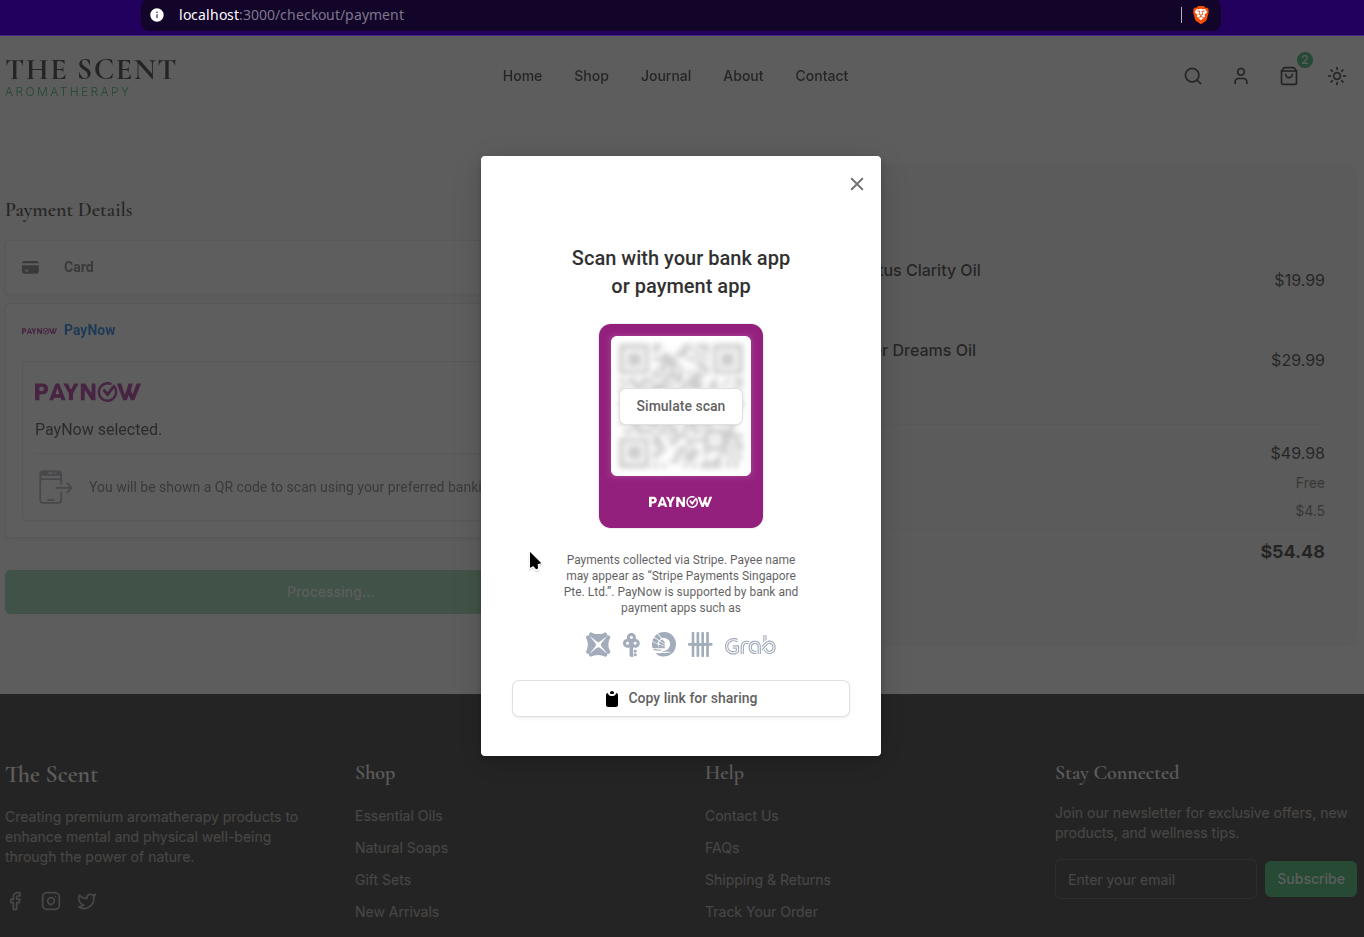 localhost:3000/checkout/payment
THE SCENT
AROMATHERAPY
Home
Shop
Journal
About
Contact
2
Payment Details
Card
PAYNOW PayNow
PAYNOW
PayNow selected.
You will be shown a QR code to scan using your preferred
Processing...
Scan with your bank app
or payment app
Simulate scan
PAYNOW
Payments collected via Stripe. Payee name
may appear as “Stripe Payments Singapore
Pte. Ltd.”. PayNow is supported by bank and
payment apps such as
Grab
Copy link for sharing
Clarity Oil
$19.99
Dreams Oil
$29.99
$49.98
Free
$4.5
$54.48
The Scent
Creating premium aromatherapy products to
enhance mental and physical well-being
through the power of nature.
Shop
Essential Oils
Natural Soaps
Gift Sets
New Arrivals
Help
Contact Us
FAQs
Shipping & Returns
Track Your Order
Stay Connected
Join our newsletter for exclusive offers, new
products, and wellness tips.
Enter your email
Subscribe